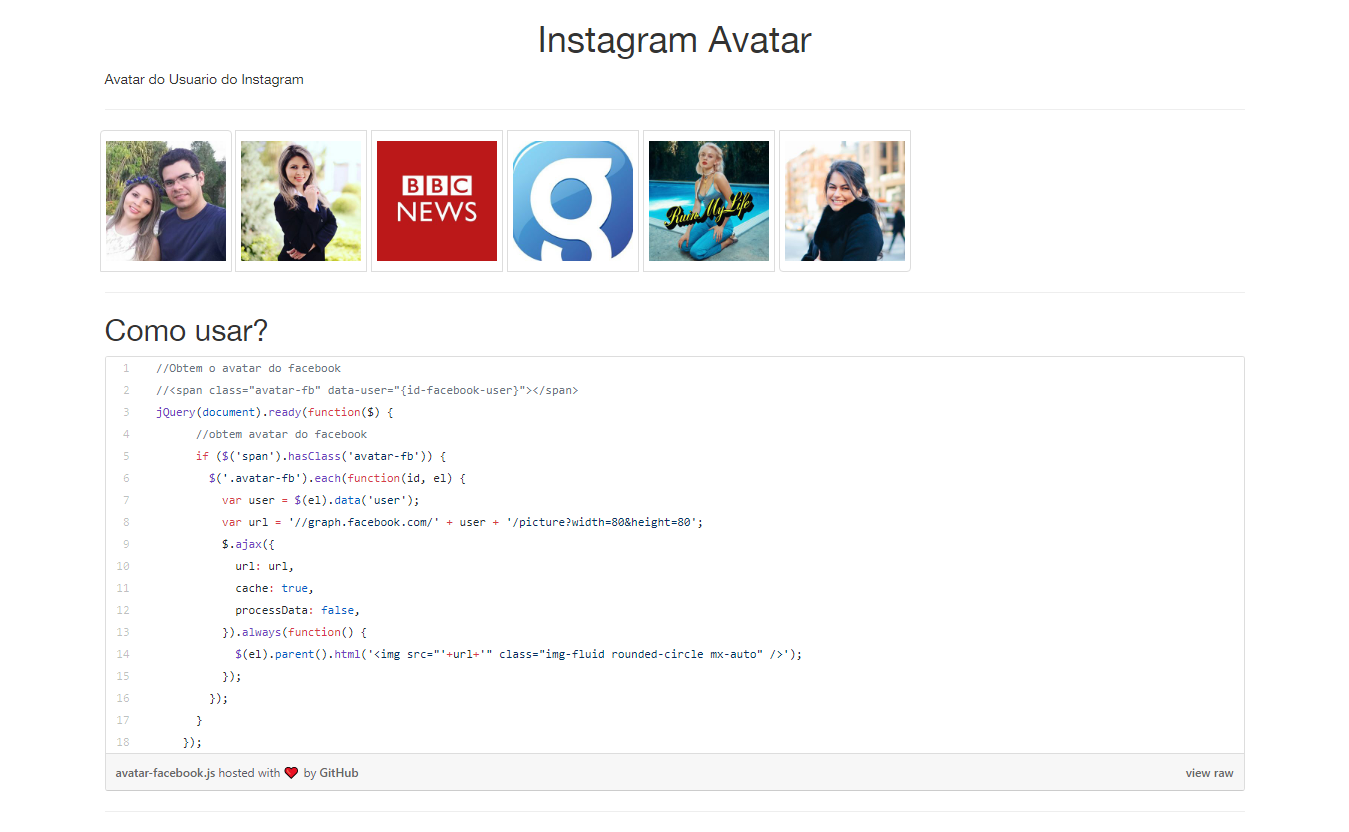 Instagram Avatar
Avatar do Usuario do Instagram
BBC
NEWS
Ruin My Life
Como usar?
1 //Obtem o avatar do facebook
2 //<span class="avatar-fb" data-user="{id-facebook-user}"></span>
3 jQuery(document).ready(function($) {
4 //obtem avatar do facebook
5 if ($('span').hasClass('avatar-fb')) {
6 $('.avatar-fb').each(function(id, el) {
7 var user = $(el).data('user');
8 var url = '//graph.facebook.com/' + user + '/picture?width=80&height=80';
9 $.ajax({
10 url: url,
11 cache: true,
12 processData: false,
13 }).always(function() {
14 $(el).parent().html('<img src="'+url+'" class="img-fluid rounded-circle mx-auto" />');
15 });
16 });
17 }
18 });
avatar-facebook.js hosted with ❤ by GitHub
view raw